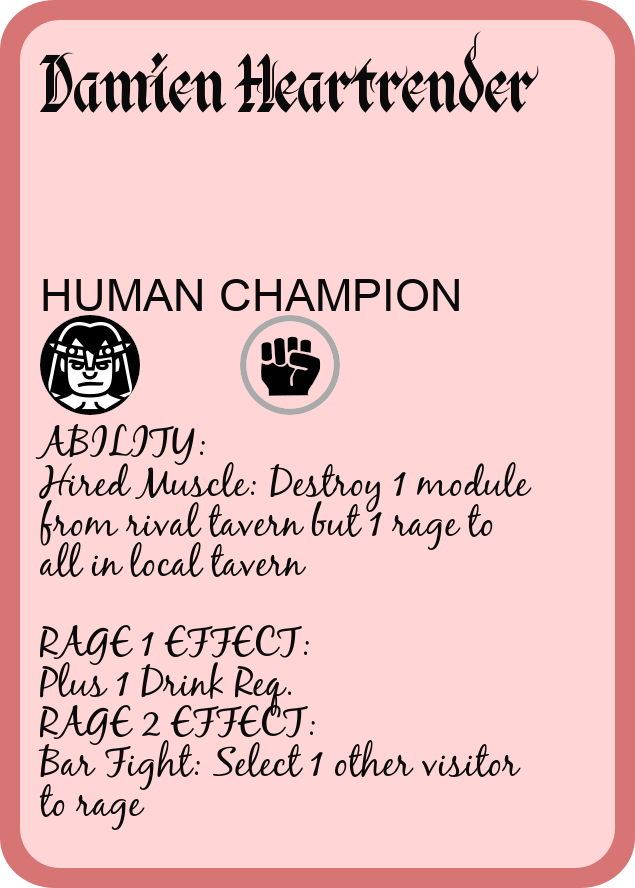 Damien Heartrender
HUMAN CHAMPION
ABILITY:
Hired Muscle: Destroy 1 module
from rival tavern but 1 rage to
all in local tavern
RAGE 1 EFFECT:
Plus 1 Drink Req.
RAGE 2 EFFECT:
Bar Fight: Select 1 other visitor
to rage